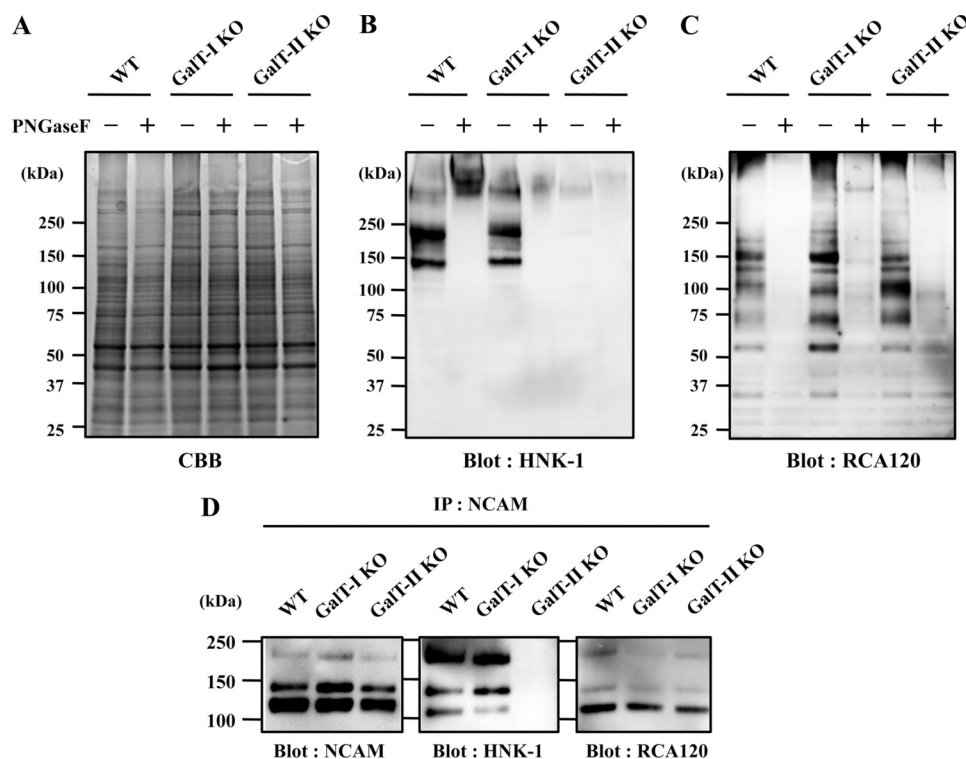 A
WT
GalT-I KO
GalT-II KO
PNGaseF − + − + − +
(kDa)
250
150
100
75
50
37
25
CBB
B
WT
GalT-I KO
GalT-II KO
− + − + − +
(kDa)
250
150
100
75
50
37
25
Blot : HNK-1
C
WT
GalT-I KO
GalT-II KO
− + − + − +
(kDa)
250
150
100
75
50
37
25
Blot : RCA120
D
IP : NCAM
(kDa)
WT
GalT-I KO
GalT-II KO
WT
GalT-I KO
GalT-II KO
WT
GalT-I KO
GalT-II KO
250
150
100
Blot : NCAM
Blot : HNK-1
Blot : RCA120